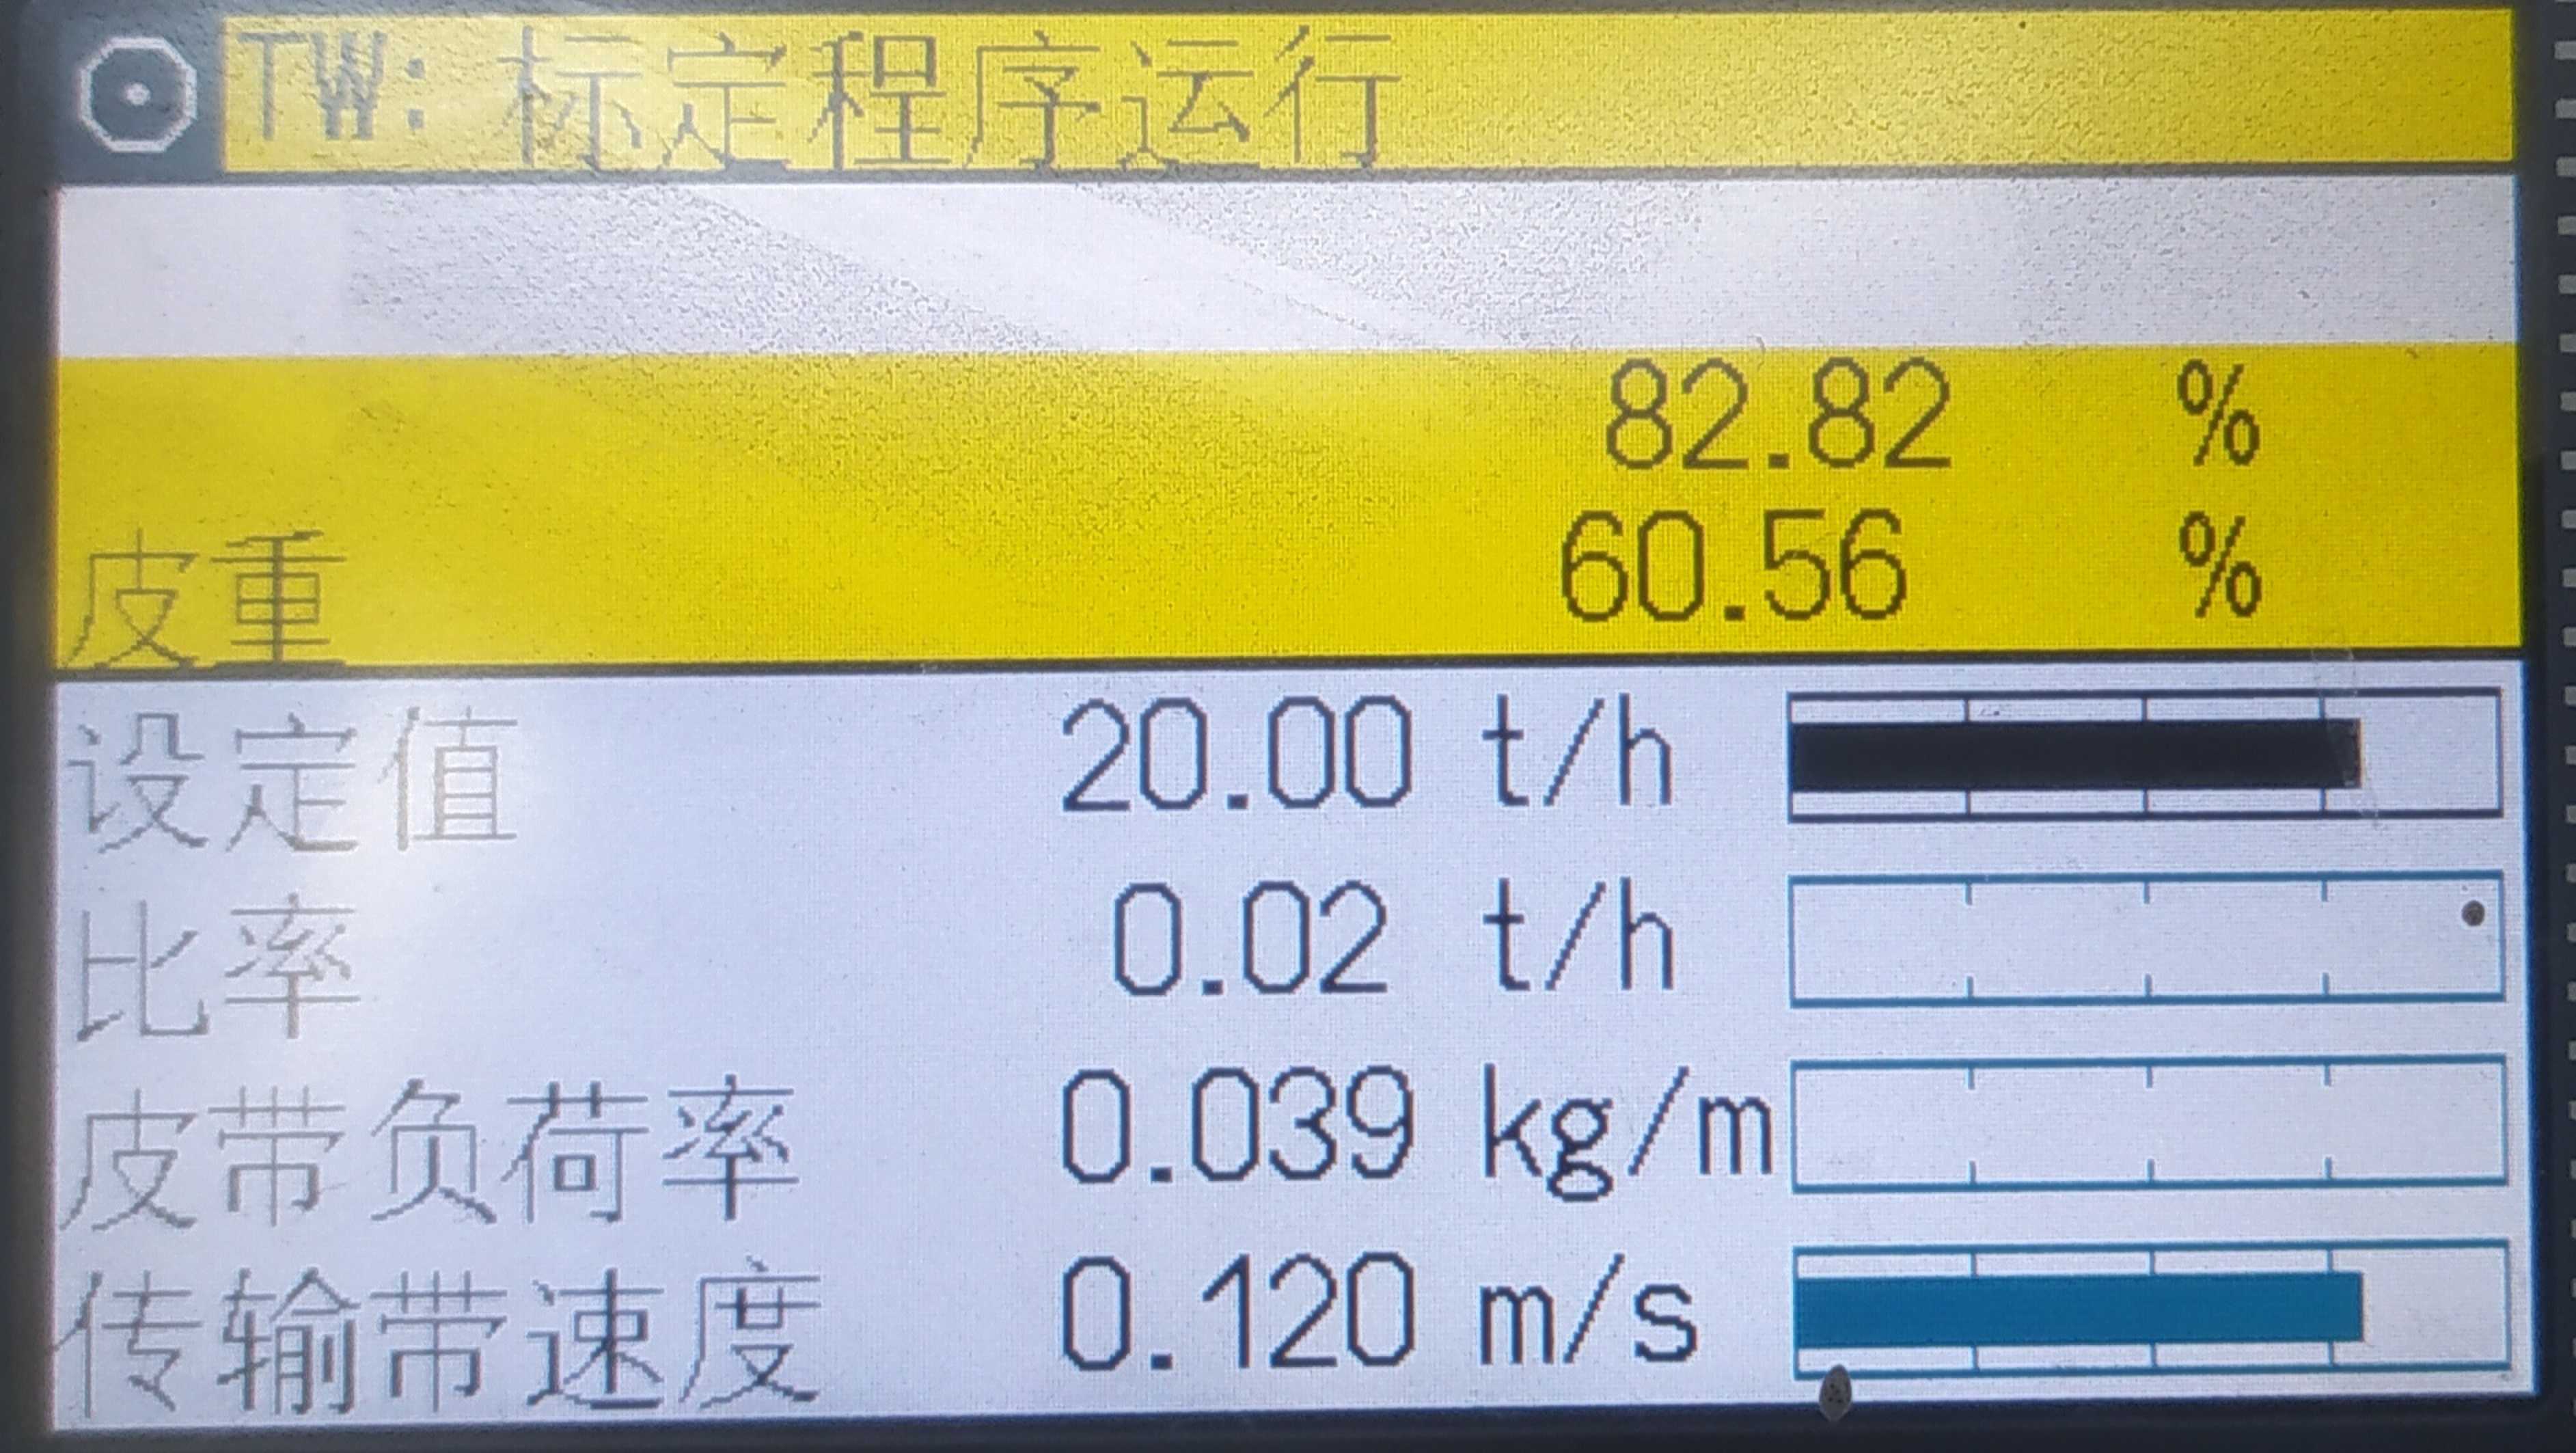 TW: 标定程序运行
82.82 %
皮重 60.56 %
设定值 20.00 t/h
比率 0.02 t/h
皮带负荷率 0.039 kg/m
传输带速度 0.120 m/s